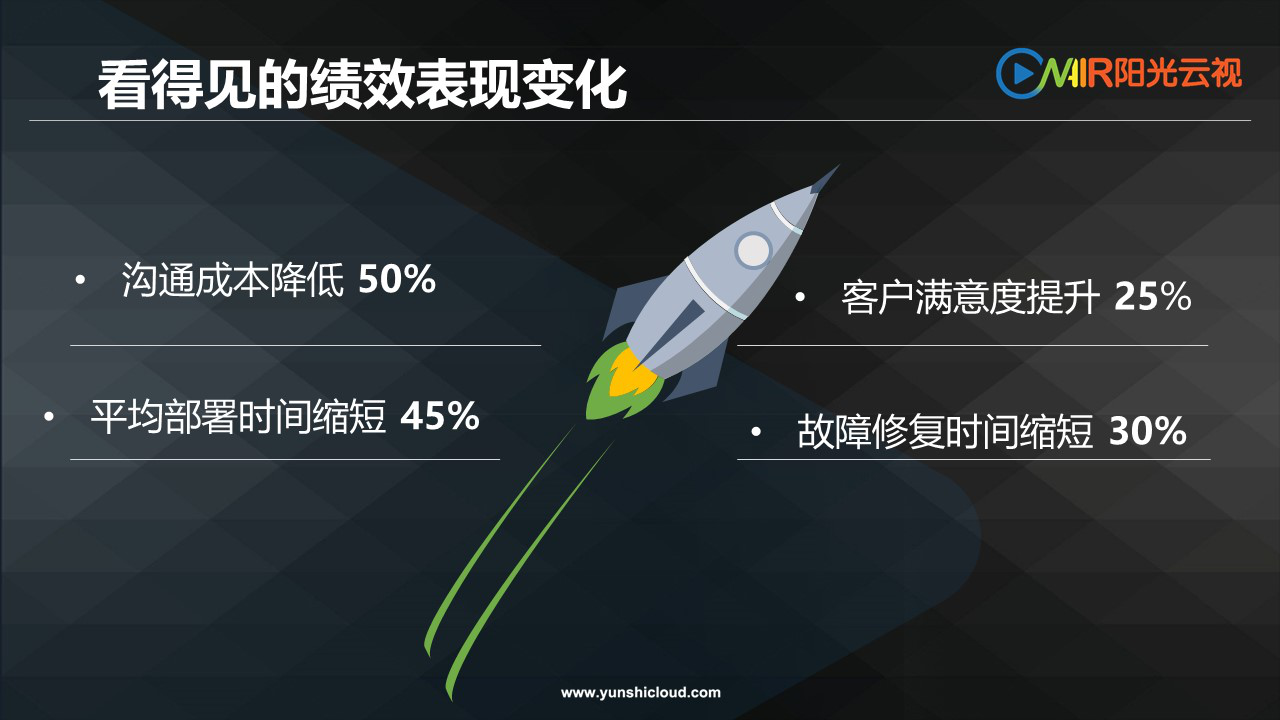 看得见的绩效表现变化
MAIR阳光云视
• 沟通成本降低 50%
• 平均部署时间缩短 45%
• 客户满意度提升 25%
• 故障修复时间缩短 30%
www.yunshicloud.com